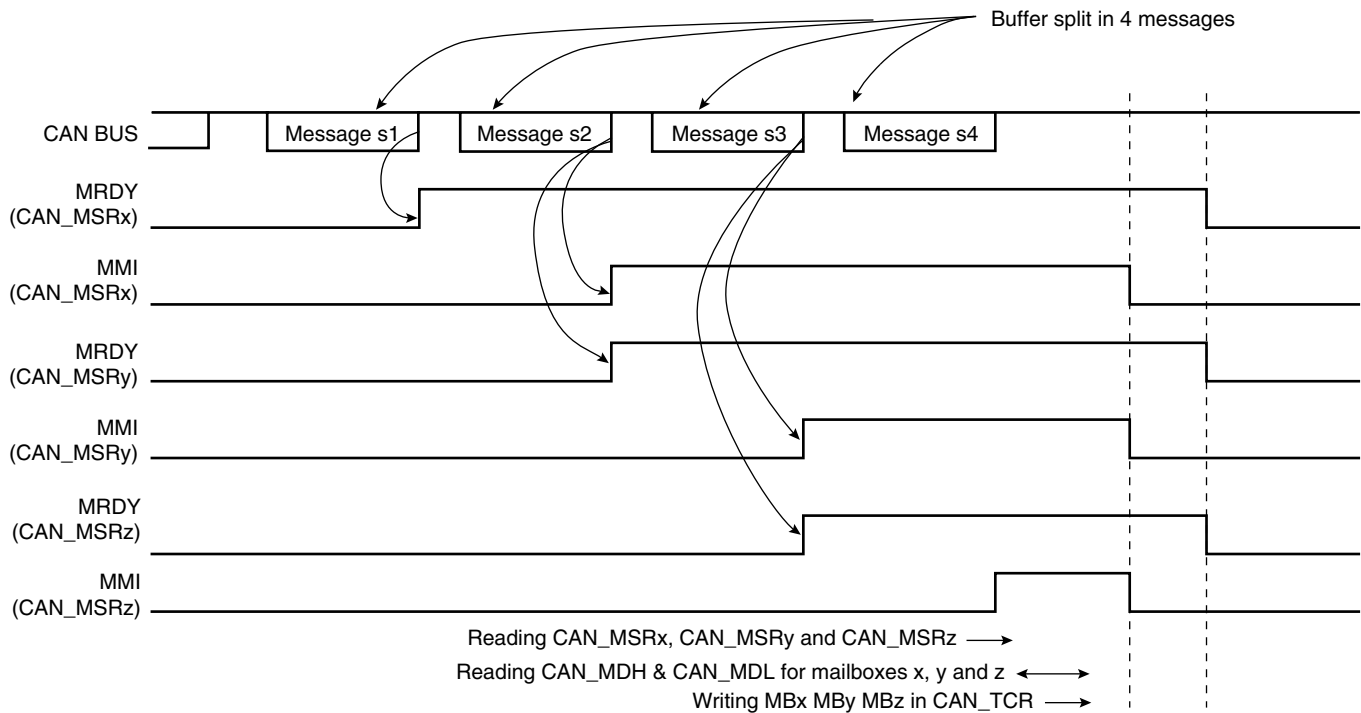 Buffer split in 4 messages
CAN BUS
Message s1
Message s2
Message s3
Message s4
MRDY
(CAN_MSRx)
MMI
(CAN_MSRx)
MRDY
(CAN_MSRy)
MMI
(CAN_MSRy)
MRDY
(CAN_MSRz)
MMI
(CAN_MSRz)
Reading CAN_MSRx, CAN_MSRy and CAN_MSRz
Reading CAN_MDH & CAN_MDL for mailboxes x, y and z
Writing MBx MBy MBz in CAN_TCR